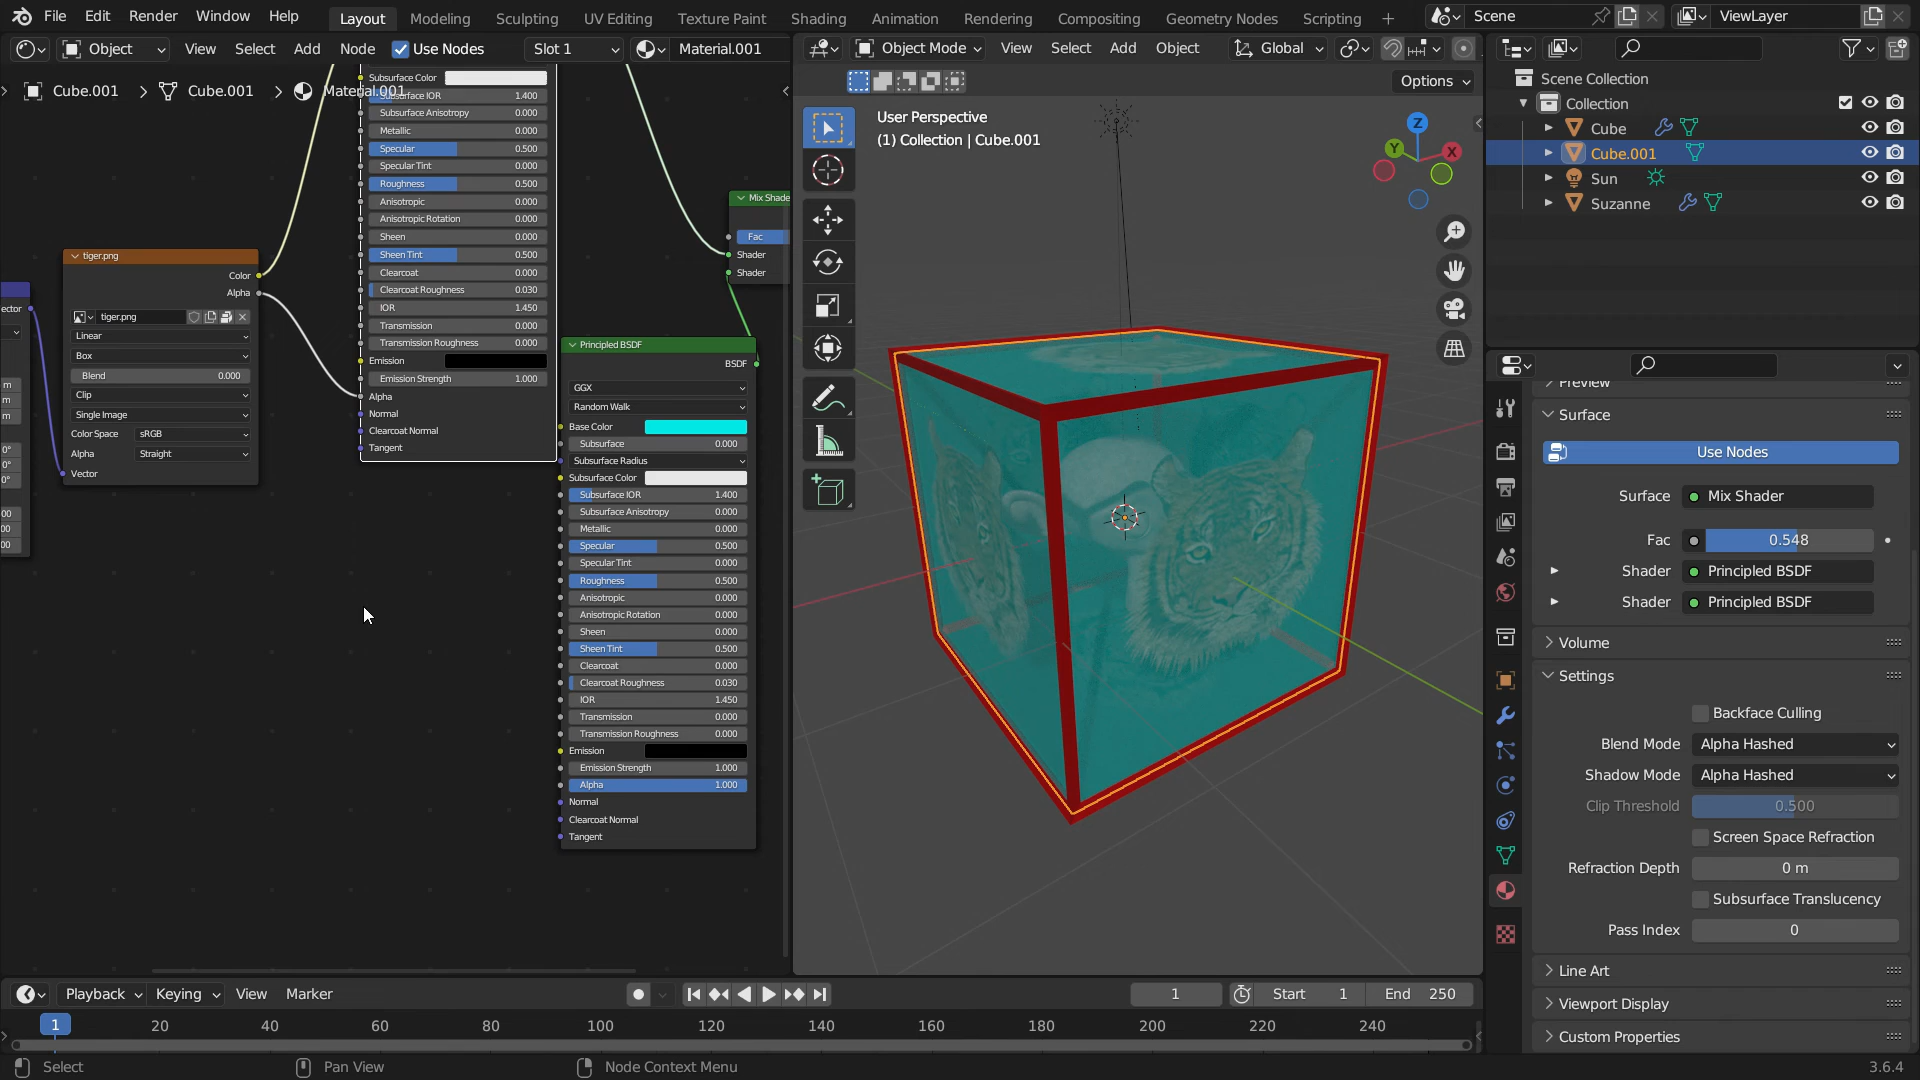 File Edit Render Window Help Layout Modeling Sculpting UV Editing Texture Paint Shading Animation Rendering Compositing Geometry Nodes Scripting Scene ViewLayer
Object View Select Add Node Use Nodes Slot 1 Material.001
Cube.001 Cube.001 Material.001
Subsurface Color
Subsurface IOR 1.400
Subsurface Anisotropy 0.000
Metallic 0.000
Specular 0.500
Specular Tint 0.000
Roughness 0.500
Anisotropic 0.000
Anisotropic Rotation 0.000
Sheen 0.000
Sheen Tint 0.500
Clearcoat 0.000
Clearcoat Roughness 0.030
IOR 1.450
Transmission 0.000
Transmission Roughness 0.000
Emission
Emission Strength 1.000
Alpha
Normal
Clearcoat Normal
Tangent
ector
m
m
m
0°
0°
0°
00
00
00
tiger.png
Color
Alpha
tiger.png
Linear
Box
Blend 0.000
Clip
Single Image
Color Space sRGB
Alpha Straight
Vector
Mix Shade
Fac
Shader
Shader
Principled BSDF
BSDF
GGX
Random Walk
Base Color
Subsurface 0.000
Subsurface Radius
Subsurface Color
Subsurface IOR 1.400
Subsurface Anisotropy 0.000
Metallic 0.000
Specular 0.500
Specular Tint 0.000
Roughness 0.500
Anisotropic 0.000
Anisotropic Rotation 0.000
Sheen 0.000
Sheen Tint 0.500
Clearcoat 0.000
Clearcoat Roughness 0.030
IOR 1.450
Transmission 0.000
Transmission Roughness 0.000
Emission
Emission Strength 1.000
Alpha 1.000
Normal
Clearcoat Normal
Tangent
Object Mode View Select Add Object Global
Options
User Perspective
(1) Collection | Cube.001
Z
Y
X
Scene Collection
Collection
Cube
Cube.001
Sun
Suzanne
Preview
Surface
Use Nodes
Surface Mix Shader
Fac 0.548
Shader Principled BSDF
Shader Principled BSDF
Volume
Settings
Backface Culling
Blend Mode Alpha Hashed
Shadow Mode Alpha Hashed
Clip Threshold 0.500
Screen Space Refraction
Refraction Depth 0 m
Subsurface Translucency
Pass Index 0
Line Art
Viewport Display
Custom Properties
Playback Keying View Marker 1 Start 1 End 250
1 20 40 60 80 100 120 140 160 180 200 220 240
Select Pan View Node Context Menu 3.6.4